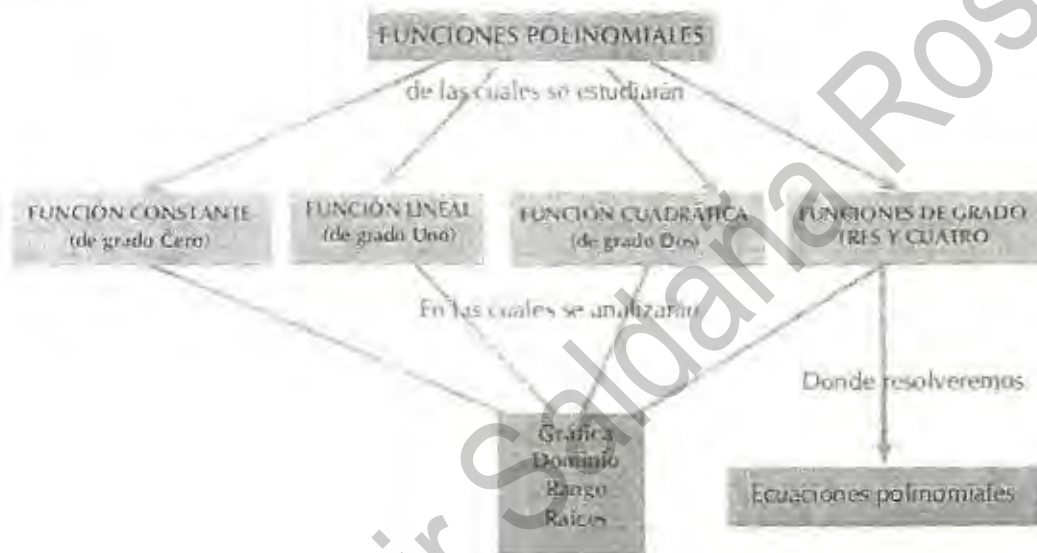 FUNCIONES POLINOMIALES
de las cuales se estudiarán
FUNCIÓN CONSTANTE
(de grado Cero)
FUNCIÓN LINEAL
(de grado Uno)
FUNCIÓN CUADRÁTICA
(de grado Dos)
FUNCIONES DE GRADO
TRES Y CUATRO
En las cuales se analizarán
Donde resolveremos
Gráfica
Dominio
Rango
Raíces
Ecuaciones polinomiales
Saldaña Ros